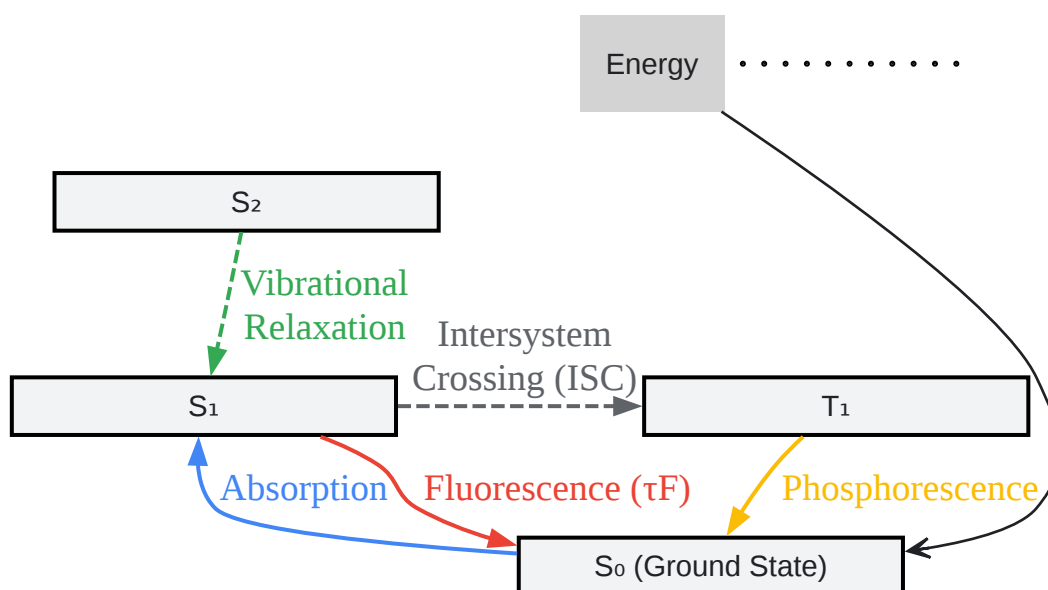 Energy
S₂
Vibrational
Relaxation
Intersystem
Crossing (ISC)
S₁
T₁
Absorption
Fluorescence (τF)
Phosphorescence
S₀ (Ground State)